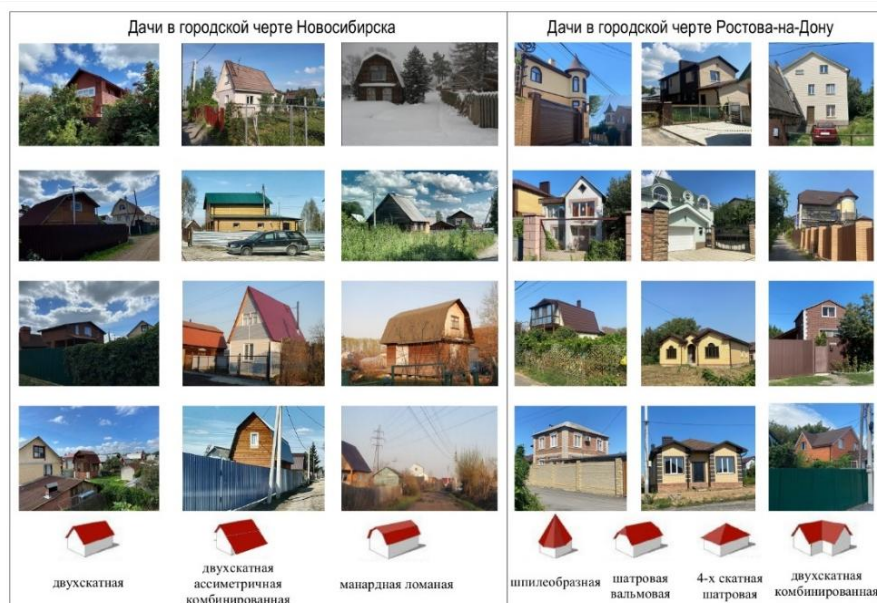 Дачи в городской черте Новосибирска
Дачи в городской черте Ростова-на-Дону
двухскатная
двухскатная
ассиметричная
комбинированная
манардная ломаная
шпилеобразная
шатровая
вальмовая
4-х скатная
шатровая
двухскатная
комбинированная